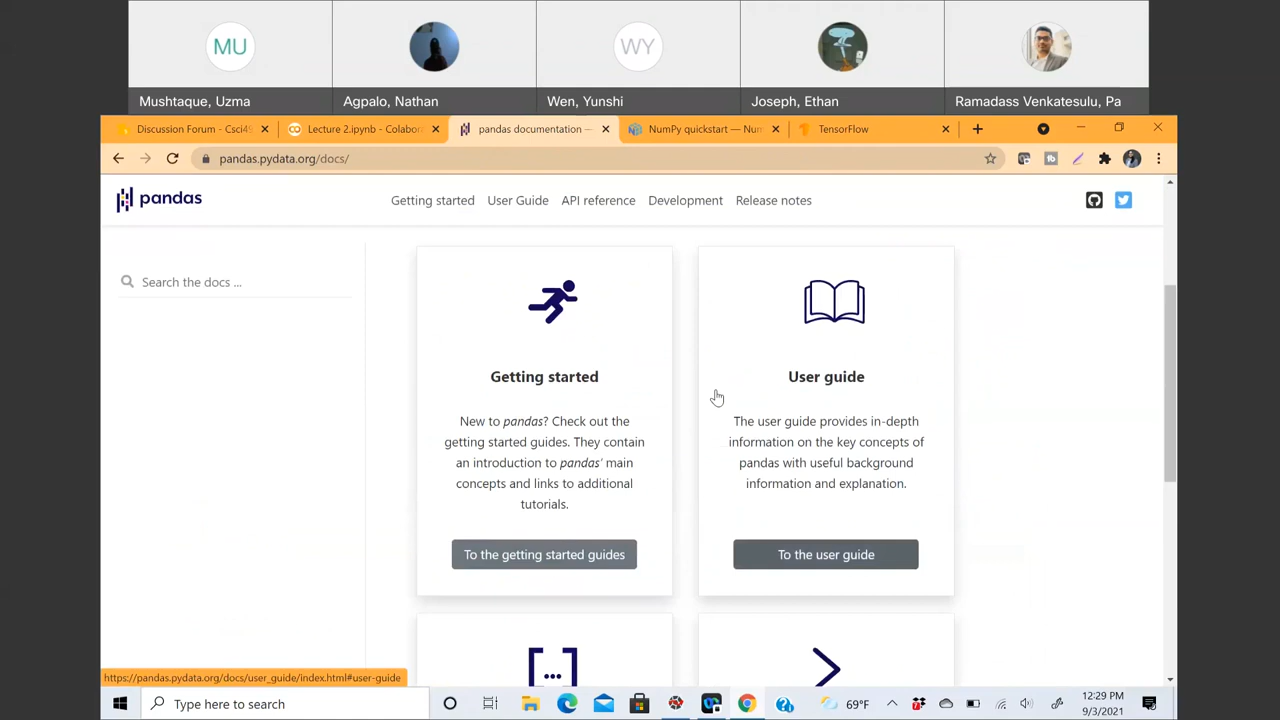 MU
WY
Mushtaque, Uzma
Agpalo, Nathan
Wen, Yunshi
Joseph, Ethan
Ramadass Venkatesulu, Pa
Discussion Forum - Csci4
Lecture 2.ipynb - Colabor
pandas documentation —
NumPy quickstart — Num
TensorFlow
pandas.pydata.org/docs/
pandas
Getting started
User Guide
API reference
Development
Release notes
Search the docs ...
Getting started
New to pandas? Check out the
getting started guides. They contain
an introduction to pandas' main
concepts and links to additional
tutorials.
To the getting started guides
User guide
The user guide provides in-depth
information on the key concepts of
pandas with useful background
information and explanation.
To the user guide
[...]
https://pandas.pydata.org/docs/user_guide/index.html#user-guide
Type here to search
69°F
12:29 PM
9/3/2021